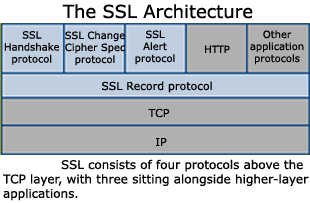 The SSL Architecture
SSL
Handshake
protocol
SSL Change
Cipher Spec
protocol
SSL
Alert
protocol
HTTP
Other
application
protocols
SSL Record protocol
TCP
IP
SSL consists of four protocols above the
TCP layer, with three sitting alongside higher-layer
applications.